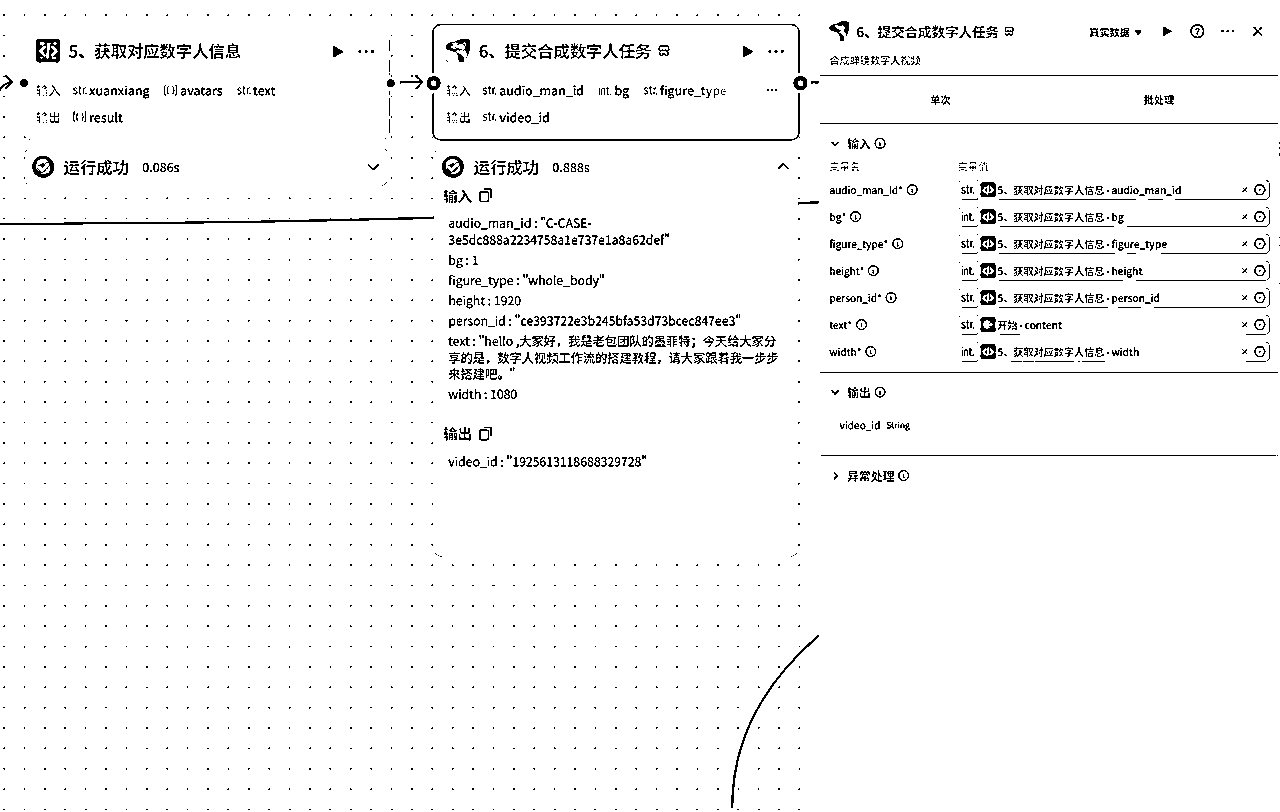 5、获取对应数字人信息
输入 str.xuanxiang [{}]avatars str.text
输出 [{}]result
运行成功 0.086s
6、提交合成数字人任务
输入 str.audio_man_id int.bg str.figure_type
输出 str.video_id
运行成功 0.888s
输入
audio_man_id : "C-CASE-
3e5dc888a2234758a1e737e1a8a62def"
bg : 1
figure_type : "whole_body"
height : 1920
person_id : "ce393722e3b245bfa53d73bcec847ee3"
text : "hello ,大家好，我是老包团队的墨菲特；今天给大家分
享的是，数字人视频工作流的搭建教程，请大家跟着我一步步
来搭建吧。"
width : 1080
输出
video_id : "1925613118688329728"
6、提交合成数字人任务 真实数据
合成蝉镜数字人视频
单次 批处理
输入
变量名 变量值
audio_man_id* str. 5、获取对应数字人信息 - audio_man_id
bg* int. 5、获取对应数字人信息 - bg
figure_type* str. 5、获取对应数字人信息 - figure_type
height* int. 5、获取对应数字人信息 - height
person_id* str. 5、获取对应数字人信息 - person_id
text* str. 开始 - content
width* int. 5、获取对应数字人信息 - width
输出
video_id String
异常处理